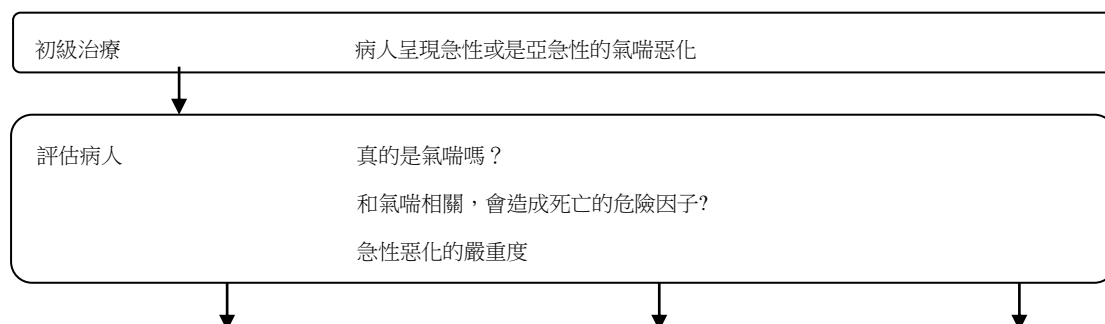 初級治療 病人呈現急性或是亞急性的氣喘惡化
評估病人 真的是氣喘嗎？
和氣喘相關，會造成死亡的危險因子?
急性惡化的嚴重度